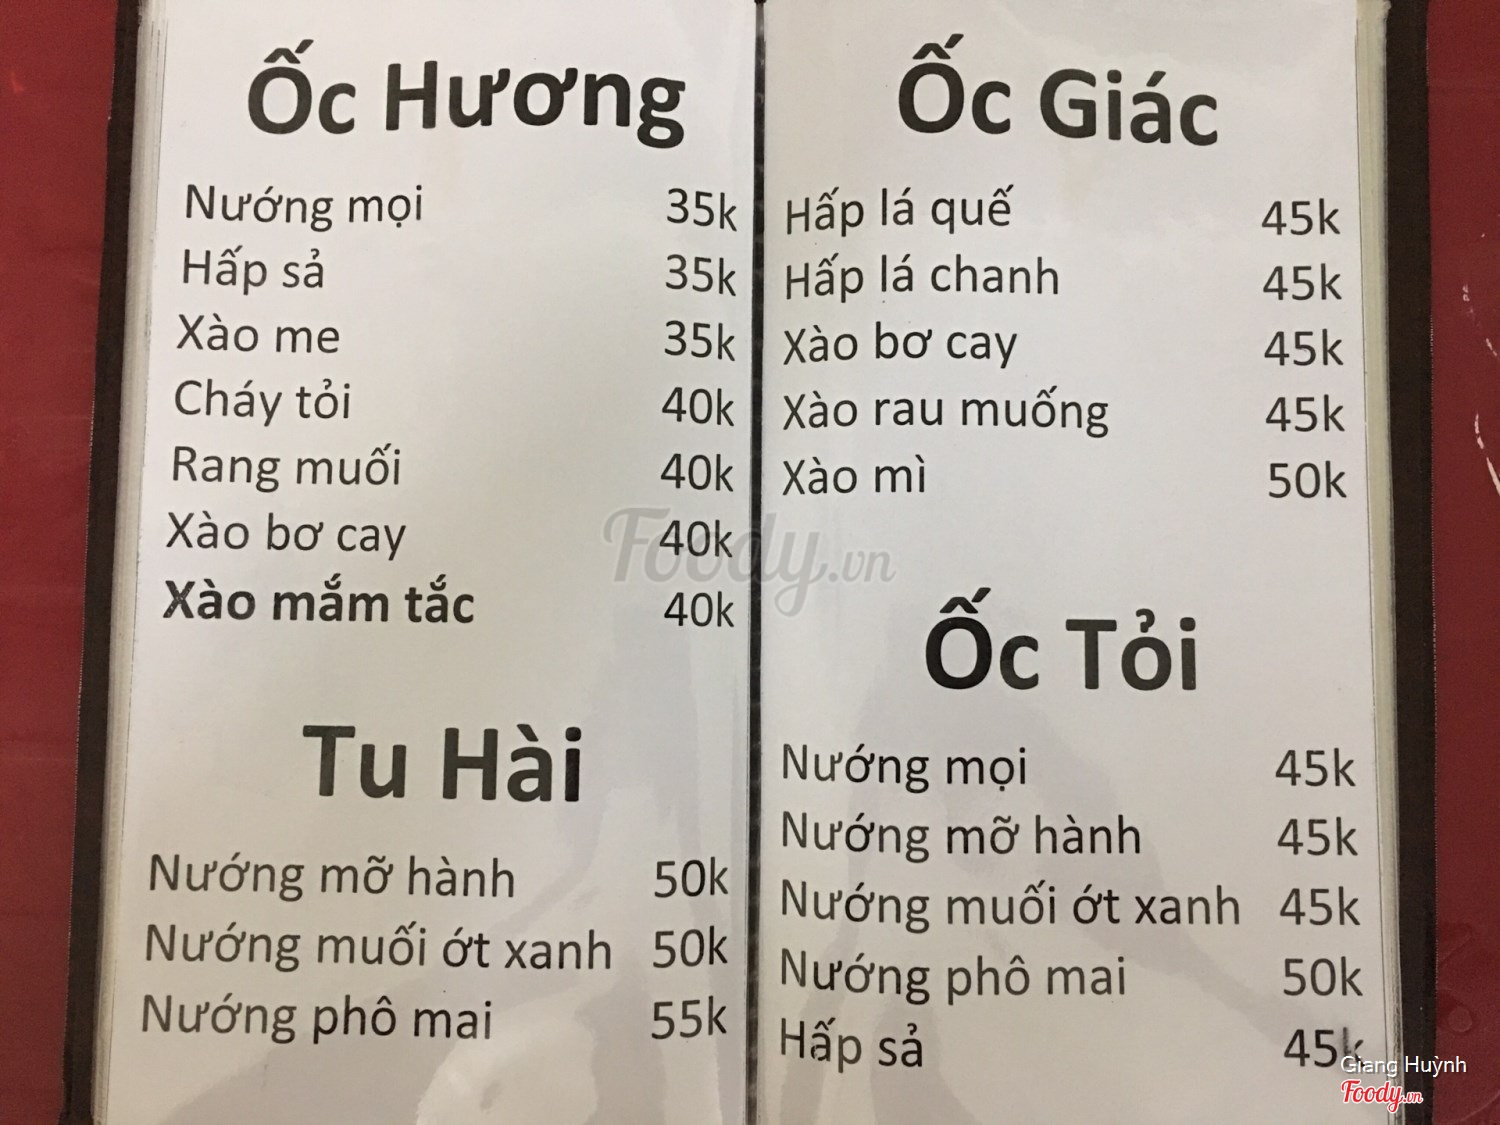 Ốc Hương
Nướng mọi 35k
Hấp sả 35k
Xào me 35k
Cháy tỏi 40k
Rang muối 40k
Xào bơ cay 40k
Xào mắm tắc 40k
Tu Hài
Nướng mỡ hành 50k
Nướng muối ớt xanh 50k
Nướng phô mai 55k
Ốc Giác
Hấp lá quế 45k
Hấp lá chanh 45k
Xào bơ cay 45k
Xào rau muống 45k
Xào mì 50k
Ốc Tỏi
Nướng mọi 45k
Nướng mỡ hành 45k
Nướng muối ớt xanh 45k
Nướng phô mai 50k
Hấp sả 45k
Foody.vn
Giang Huỳnh
Foody.vn